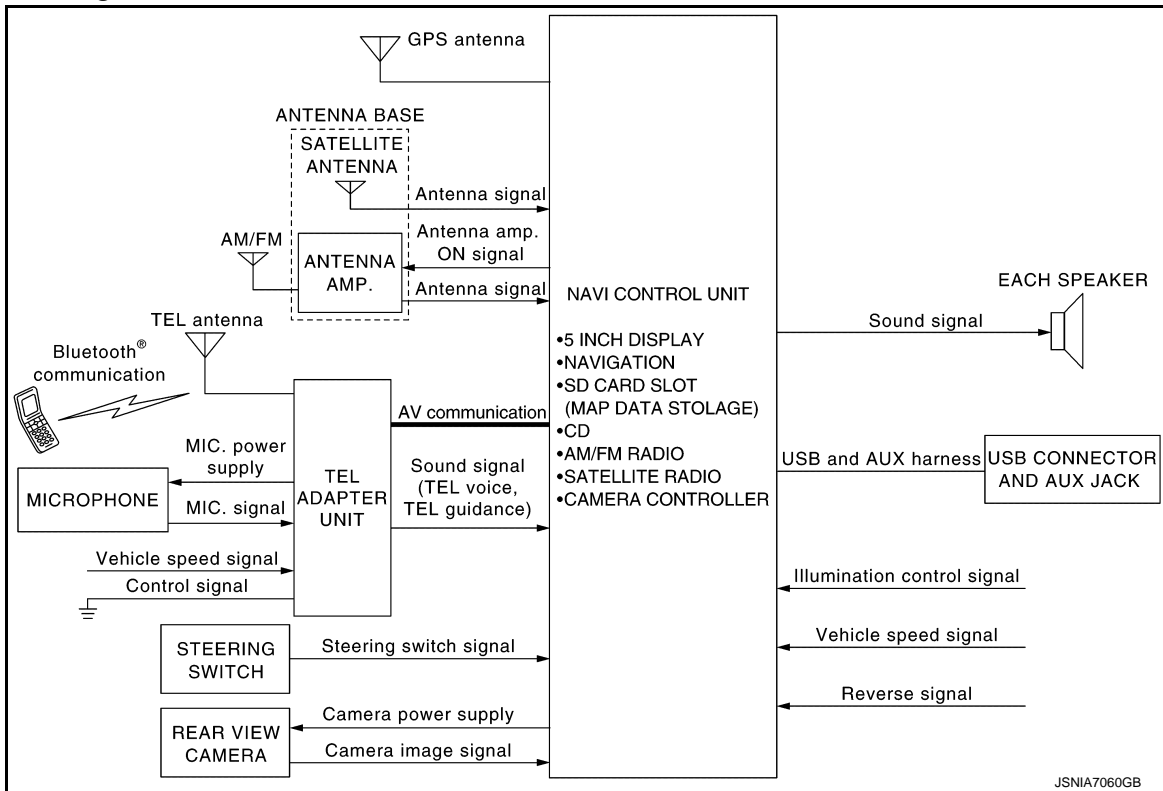 GPS antenna
ANTENNA BASE
SATELLITE
ANTENNA
Antenna signal
AM/FM
Antenna amp.
ON signal
ANTENNA
AMP.
Antenna signal
TEL antenna
Bluetooth®
communication
AV communication
MIC. power
supply
MICROPHONE
MIC. signal
TEL
ADAPTER
UNIT
Sound signal
(TEL voice,
TEL guidance)
Vehicle speed signal
Control signal
STEERING
SWITCH
Steering switch signal
REAR VIEW
CAMERA
Camera power supply
Camera image signal
NAVI CONTROL UNIT
•5 INCH DISPLAY
•NAVIGATION
•SD CARD SLOT
(MAP DATA STOLAGE)
•CD
•AM/FM RADIO
•SATELLITE RADIO
•CAMERA CONTROLLER
EACH SPEAKER
Sound signal
USB and AUX harness
USB CONNECTOR
AND AUX JACK
Illumination control signal
Vehicle speed signal
Reverse signal
JSNIA7060GB